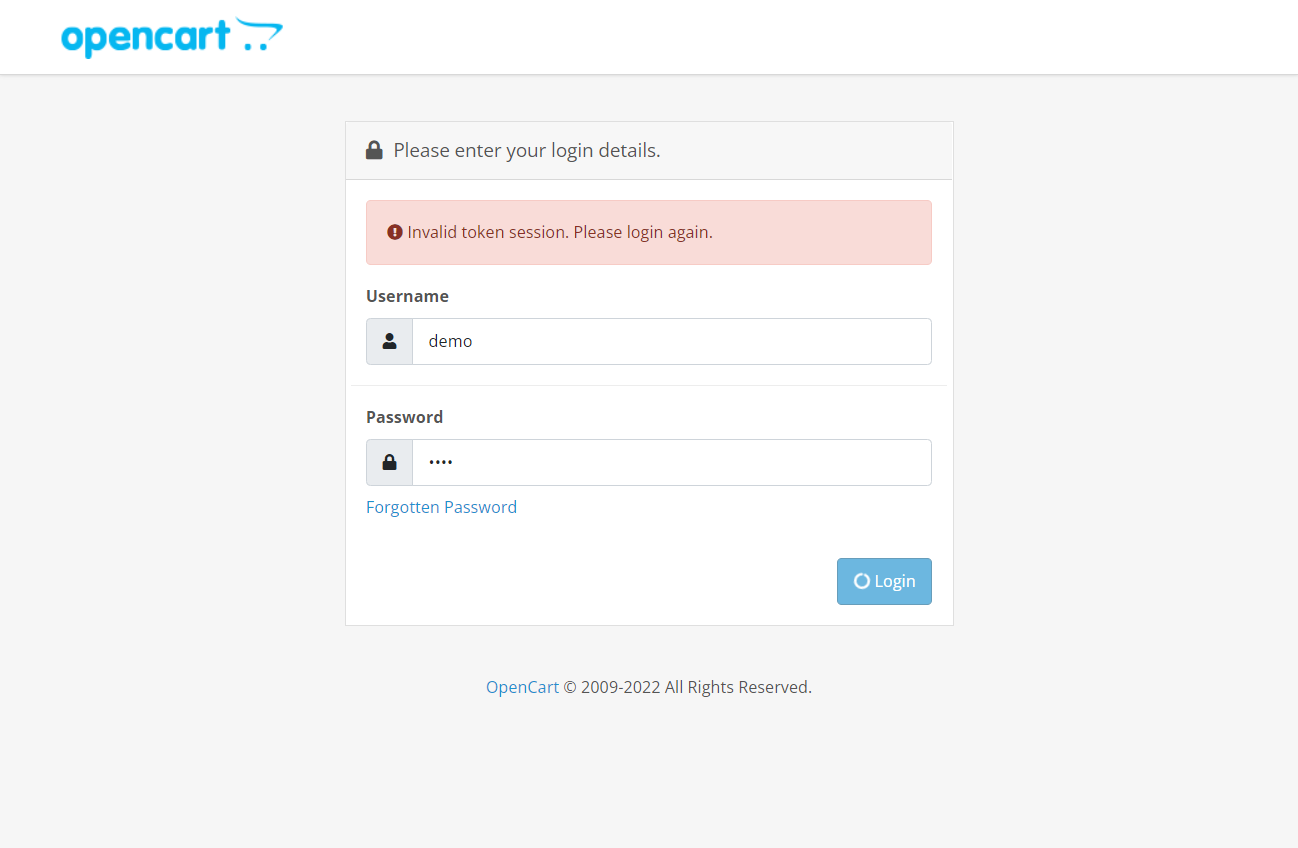 opencart
Please enter your login details.
Invalid token session. Please login again.
Username
demo
Password
••••
Forgotten Password
Login
OpenCart © 2009-2022 All Rights Reserved.